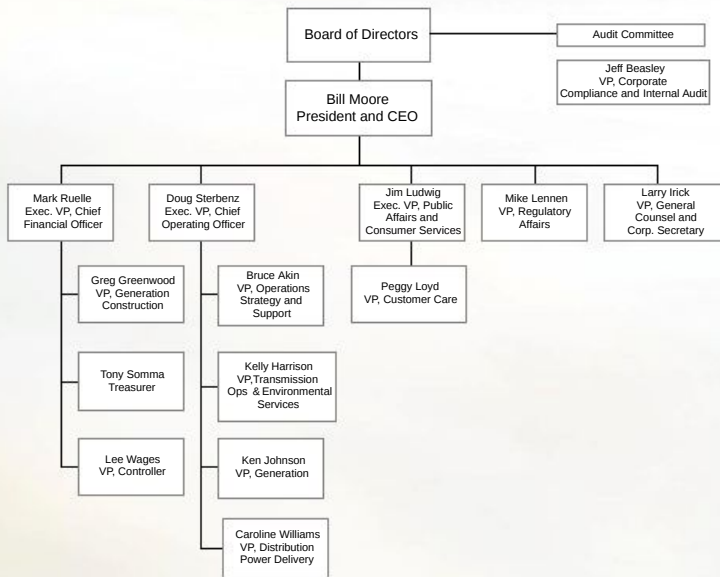 Board of Directors
Audit Committee
Jeff Beasley
VP, Corporate
Compliance and Internal Audit
Bill Moore
President and CEO
Mark Ruelle
Exec. VP, Chief
Financial Officer
Doug Sterbenz
Exec. VP, Chief
Operating Officer
Jim Ludwig
Exec. VP, Public
Affairs and
Consumer Services
Mike Lennen
VP, Regulatory
Affairs
Larry Irick
VP, General
Counsel and
Corp. Secretary
Greg Greenwood
VP, Generation
Construction
Bruce Akin
VP, Operations
Strategy and
Support
Peggy Loyd
VP, Customer Care
Tony Somma
Treasurer
Kelly Harrison
VP,Transmission
Ops & Environmental
Services
Lee Wages
VP, Controller
Ken Johnson
VP, Generation
Caroline Williams
VP, Distribution
Power Delivery